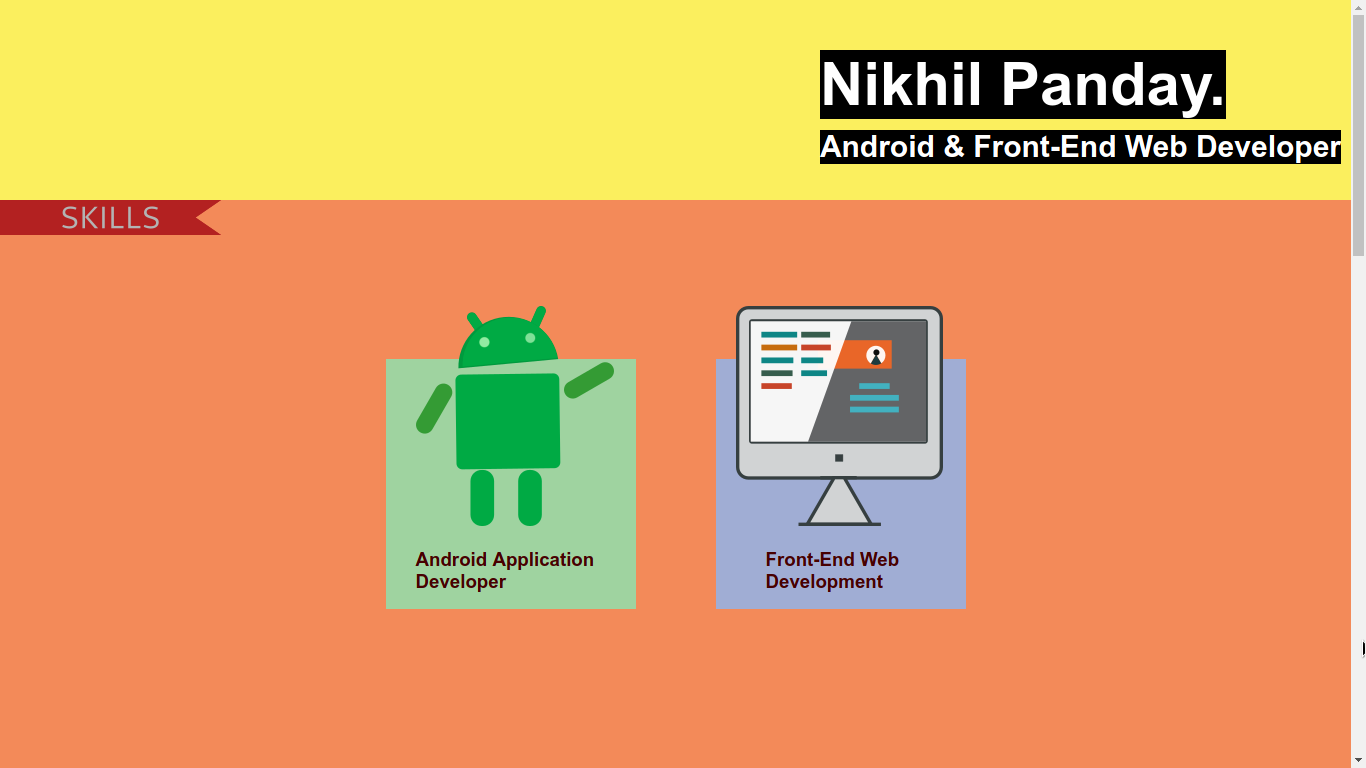 Nikhil Panday.
Android & Front-End Web Developer
SKILLS
Android Application
Developer
Front-End Web
Development